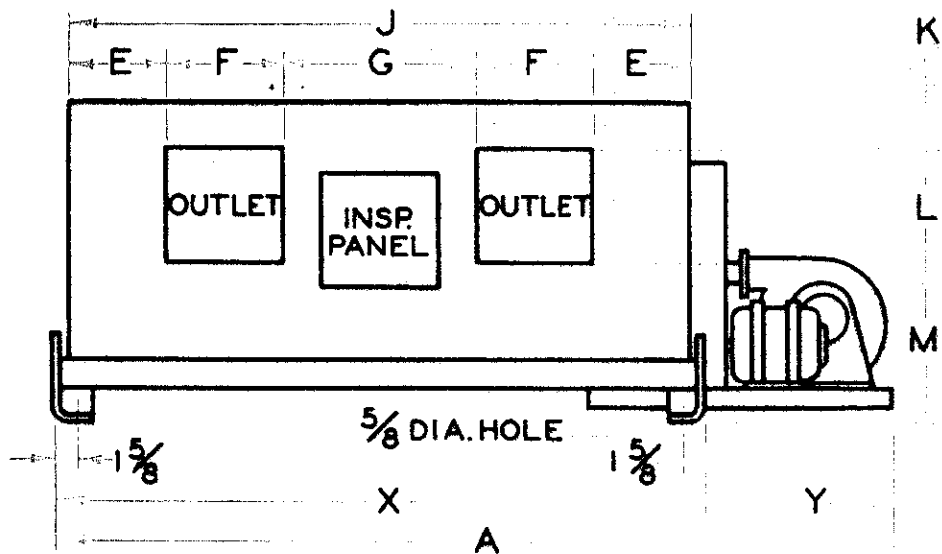 J
K
E F G F E
OUTLET
INSP.
PANEL
OUTLET
L
M
5/8 DIA. HOLE
1 5/8
1 5/8
X
Y
A